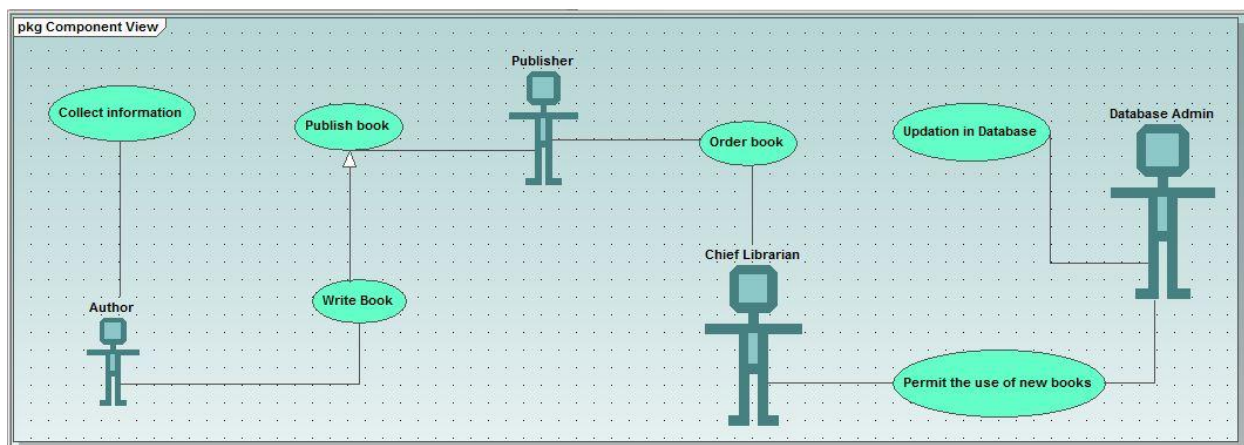 pkg Component View
Publisher
Collect information
Publish book
Order book
Updation in Database
Database Admin
Chief Librarian
Author
Write Book
Permit the use of new books